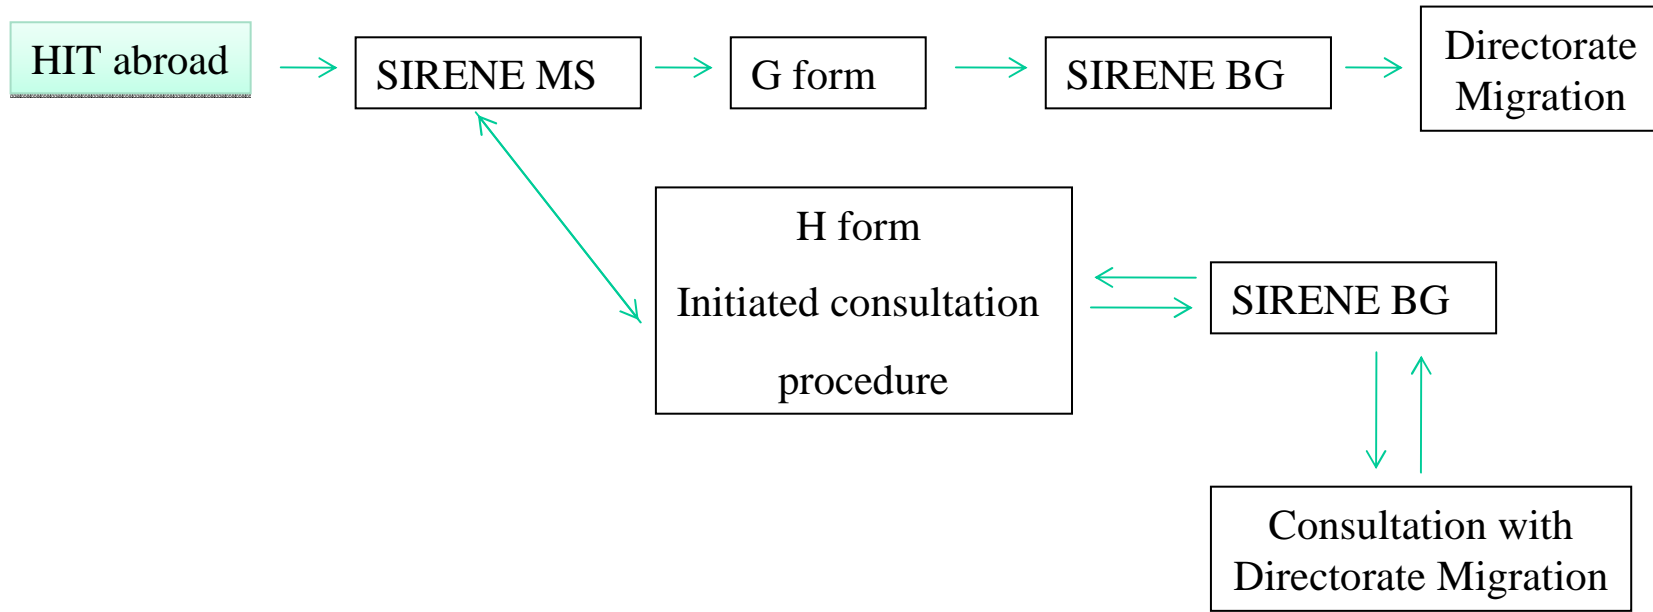 HIT abroad
SIRENE MS
G form
SIRENE BG
Directorate
Migration
H form
Initiated consultation
procedure
SIRENE BG
Consultation with
Directorate Migration